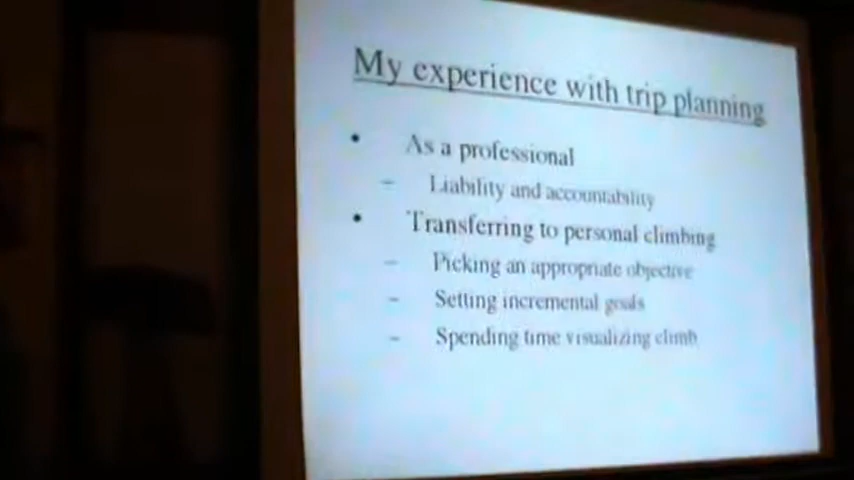 My experience with trip planning
• As a professional
– Liability and accountability
• Transferring to personal climbing
– Picking an appropriate objective
– Setting incremental goals
– Spending time visualizing climb